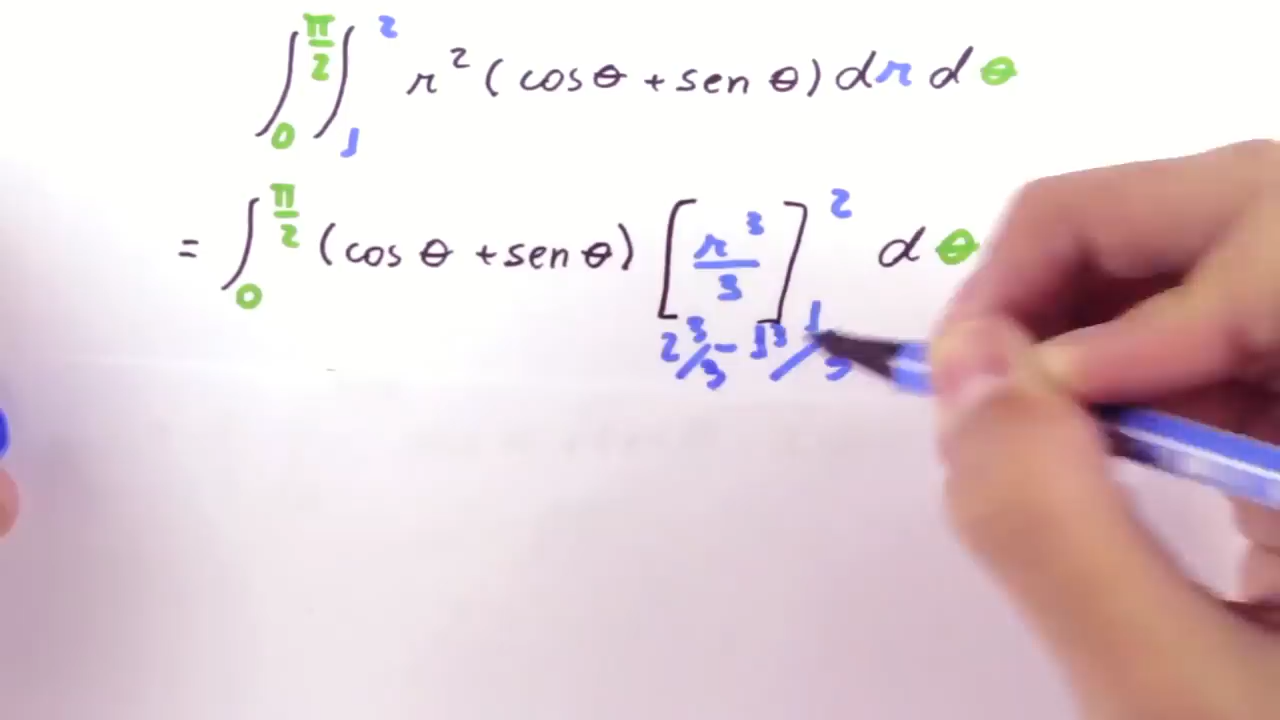 ∫₀^{π/2} ∫₁² r² (cos θ + sen θ) dr dθ
= ∫₀^{π/2} (cos θ + sen θ) [r³/3]₁² dθ
2³/3 - 1³/3